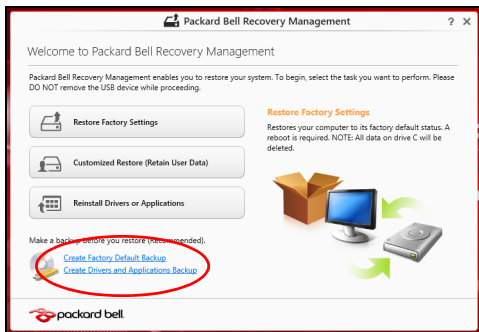 Packard Bell Recovery Management
? X
Welcome to Packard Bell Recovery Management
Packard Bell Recovery Management enables you to restore your system. To begin, select the task you want to perform. Please
DO NOT remove the USB device while proceeding.
Restore Factory Settings
Customized Restore (Retain User Data)
Reinstall Drivers or Applications
Restore Factory Settings
Restores your computer to its factory default status. A
reboot is required. NOTE: All data on drive C will be
deleted.
Make a backup before you restore (Recommended).
Create Factory Default Backup
Create Drivers and Applications Backup
packard bell